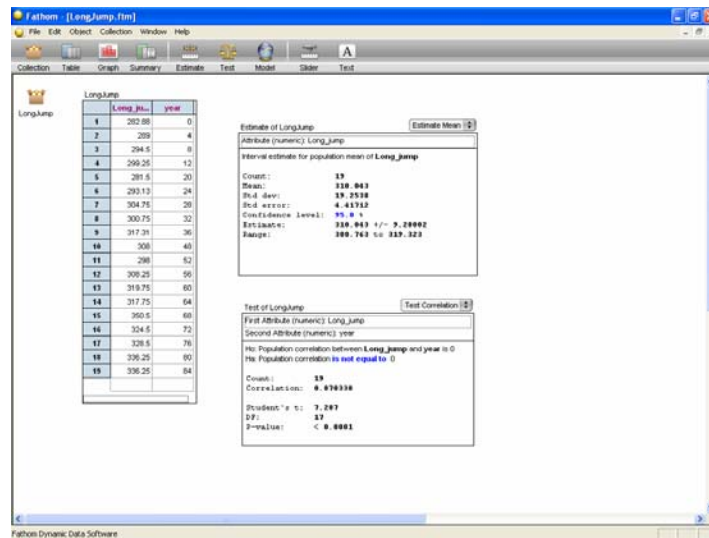 Fathom - [LongJump.ftm]
File Edit Object Collection Window Help
Collection Table Graph Summary Estimate Test Model Slider Text
LongJump
LongJump
Long_ju... year
1 282.88 0
2 289 4
3 294.5 8
4 299.25 12
5 281.5 20
6 293.13 24
7 304.75 28
8 300.75 32
9 317.31 36
10 308 48
11 298 52
12 308.25 56
13 319.75 60
14 317.75 64
15 350.5 68
16 324.5 72
17 328.5 76
18 336.25 80
19 336.25 84
Estimate of LongJump Estimate Mean
Attribute (numeric): Long_jump
Interval estimate for population mean of Long_jump
Count: 19
Mean: 310.043
Std dev: 19.2538
Std error: 4.41712
Confidence level: 95.0 %
Estimate: 310.043 +/- 9.28002
Range: 300.763 to 319.323
Test of LongJump Test Correlation
First Attribute (numeric): Long_jump
Second Attribute (numeric): year
Ho: Population correlation between Long_jump and year is 0
Ha: Population correlation is not equal to 0
Count: 19
Correlation: 0.870330
Student's t: 7.287
DF: 17
P-value: < 0.0001
Fathom Dynamic Data Software